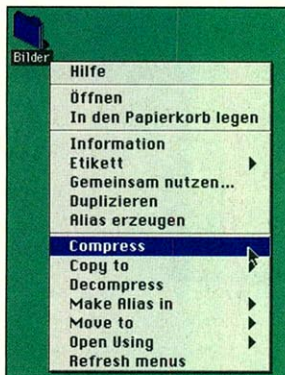 Bilder
Hilfe
Öffnen
In den Papierkorb legen
Information
Etikett
Gemeinsam nutzen...
Duplizieren
Alias erzeugen
Compress
Copy to
Decompress
Make Alias in
Move to
Open Using
Refresh menus